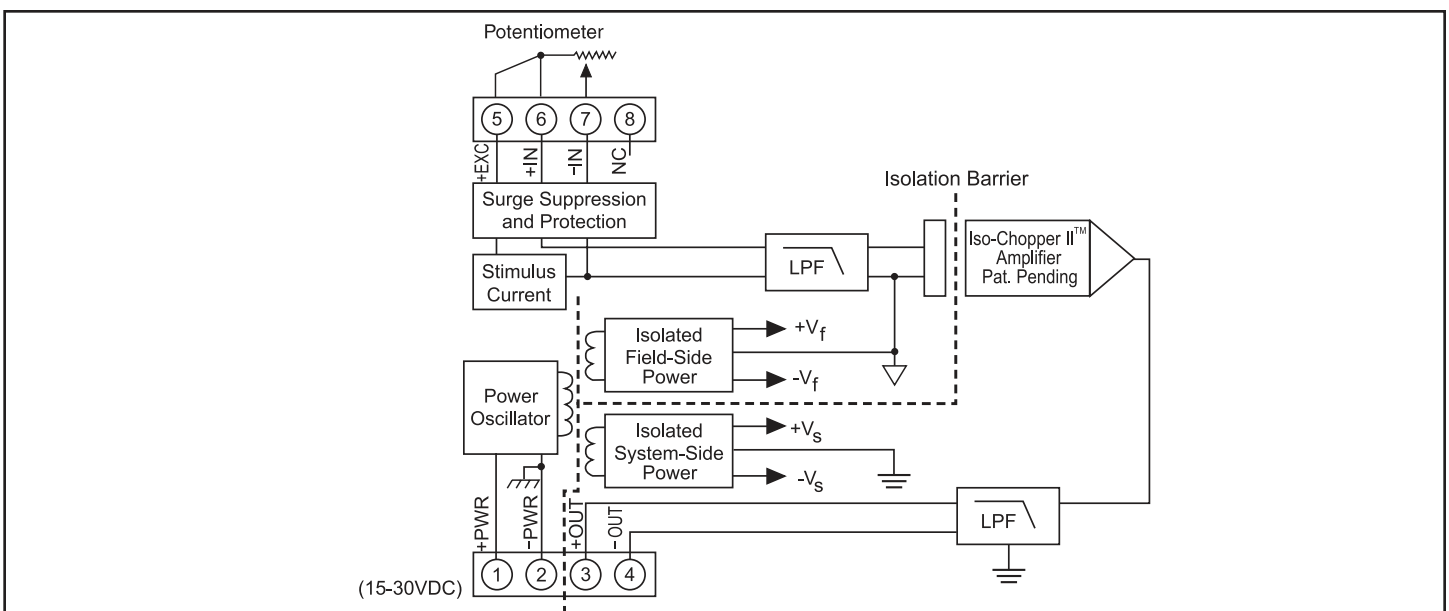 Potentiometer
5 6 7 8
+EXC
+IN
-IN
NC
Isolation Barrier
Surge Suppression
and Protection
Iso-Chopper II™
Amplifier
Pat. Pending
LPF
Stimulus
Current
Isolated
Field-Side
Power
+Vf
-Vf
Power
Oscillator
Isolated
System-Side
Power
+Vs
-Vs
LPF
+PWR
-PWR
+OUT
-OUT
(15-30VDC)
1 2 3 4